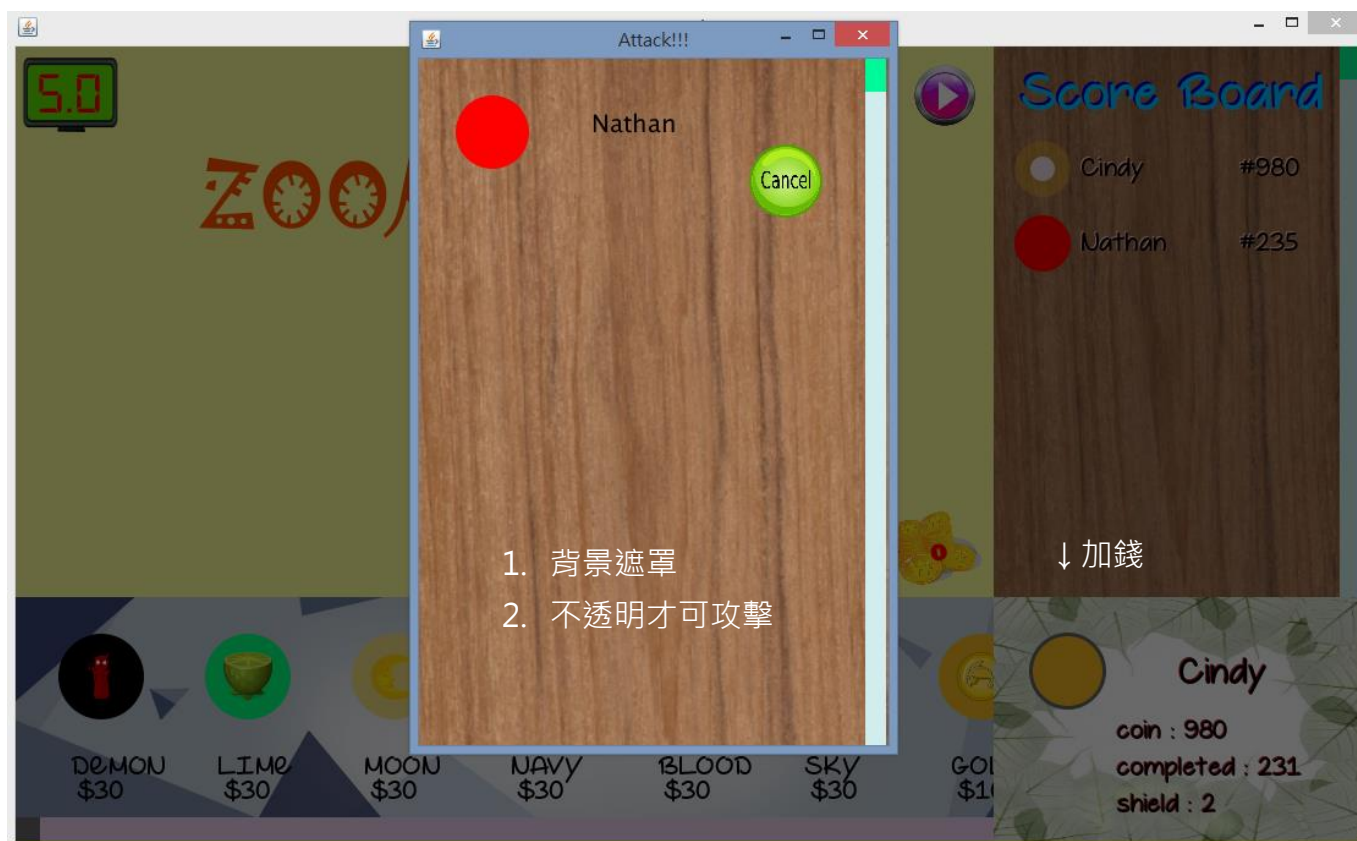 Attack!!!
5.0
ZOO
Nathan
Cancel
Score Board
Cindy #980
Nathan #235
1. 背景遮罩
2. 不透明才可攻擊
↓加錢
DEMON
$30
LIME
$30
MOON
$30
NAVY
$30
BLOOD
$30
SKY
$30
Cindy
coin : 980
completed : 231
shield : 2